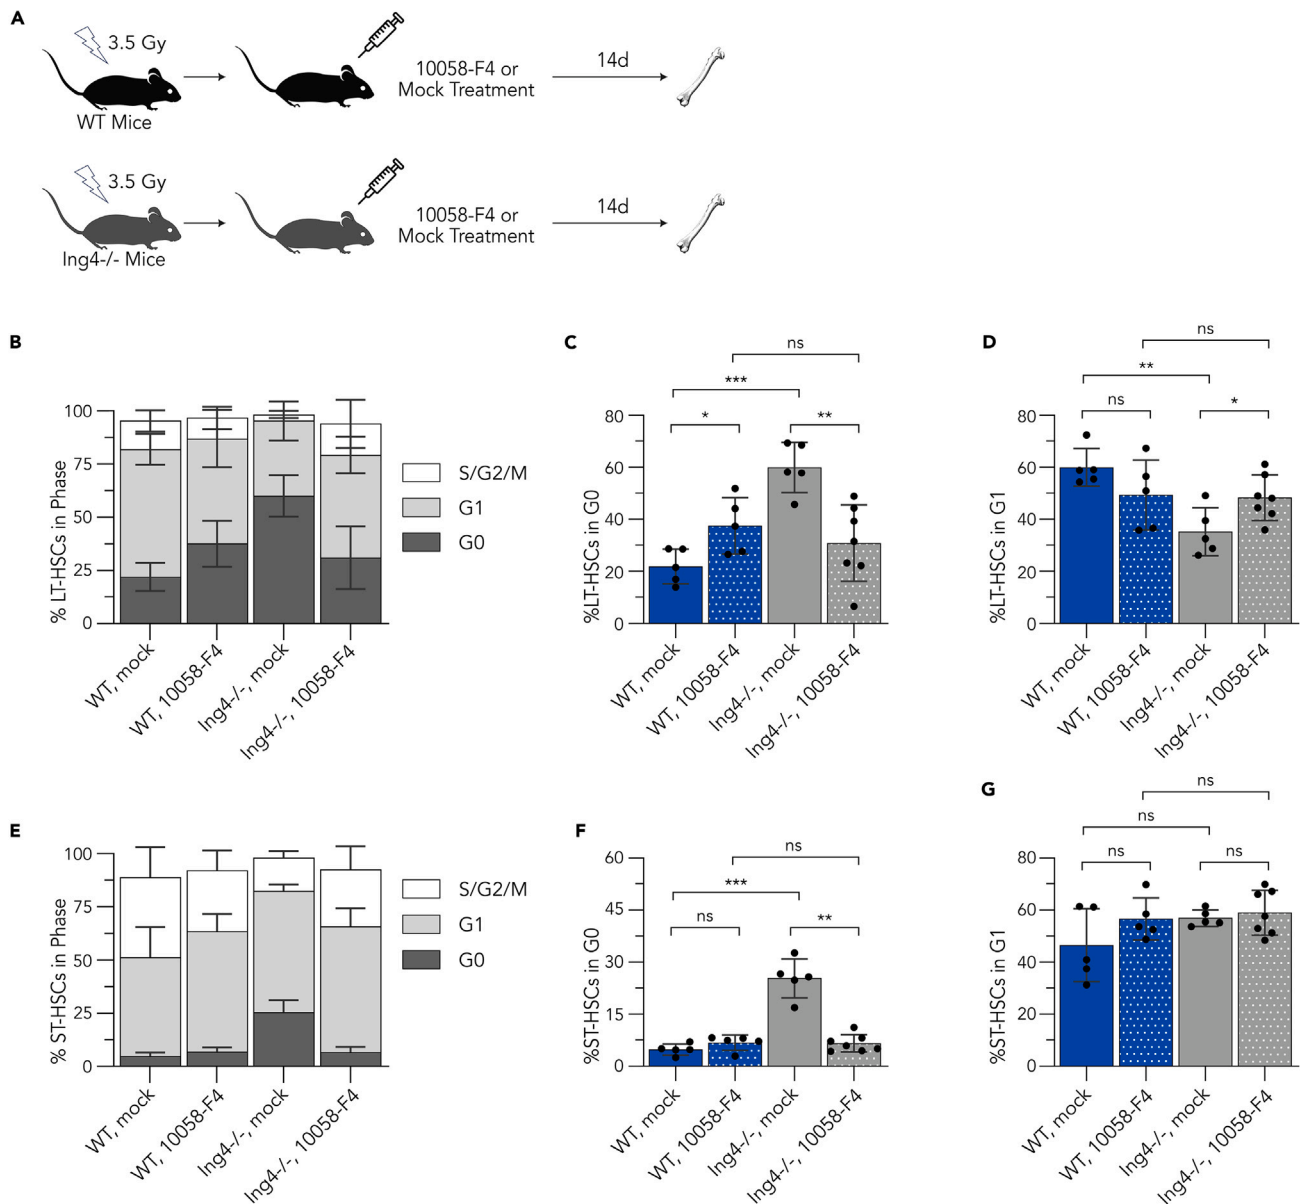 A
3.5 Gy
WT Mice
10058-F4 or
Mock Treatment
14d
3.5 Gy
Ing4-/- Mice
10058-F4 or
Mock Treatment
14d
B
% LT-HSCs in Phase
100
75
50
25
0
WT, mock
WT, 10058-F4
Ing4-/-, mock
Ing4-/-, 10058-F4
S/G2/M
G1
G0
C
%LT-HSCs in G0
80
60
40
20
0
ns
***
*
**
WT, mock
WT, 10058-F4
Ing4-/-, mock
Ing4-/-, 10058-F4
D
%LT-HSCs in G1
80
60
40
20
0
ns
**
ns
*
WT, mock
WT, 10058-F4
Ing4-/-, mock
Ing4-/-, 10058-F4
E
% ST-HSCs in Phase
100
75
50
25
0
WT, mock
WT, 10058-F4
Ing4-/-, mock
Ing4-/-, 10058-F4
S/G2/M
G1
G0
F
%ST-HSCs in G0
60
45
30
15
0
ns
***
ns
**
WT, mock
WT, 10058-F4
Ing4-/-, mock
Ing4-/-, 10058-F4
G
%ST-HSCs in G1
80
60
40
20
0
ns
ns
ns
ns
WT, mock
WT, 10058-F4
Ing4-/-, mock
Ing4-/-, 10058-F4